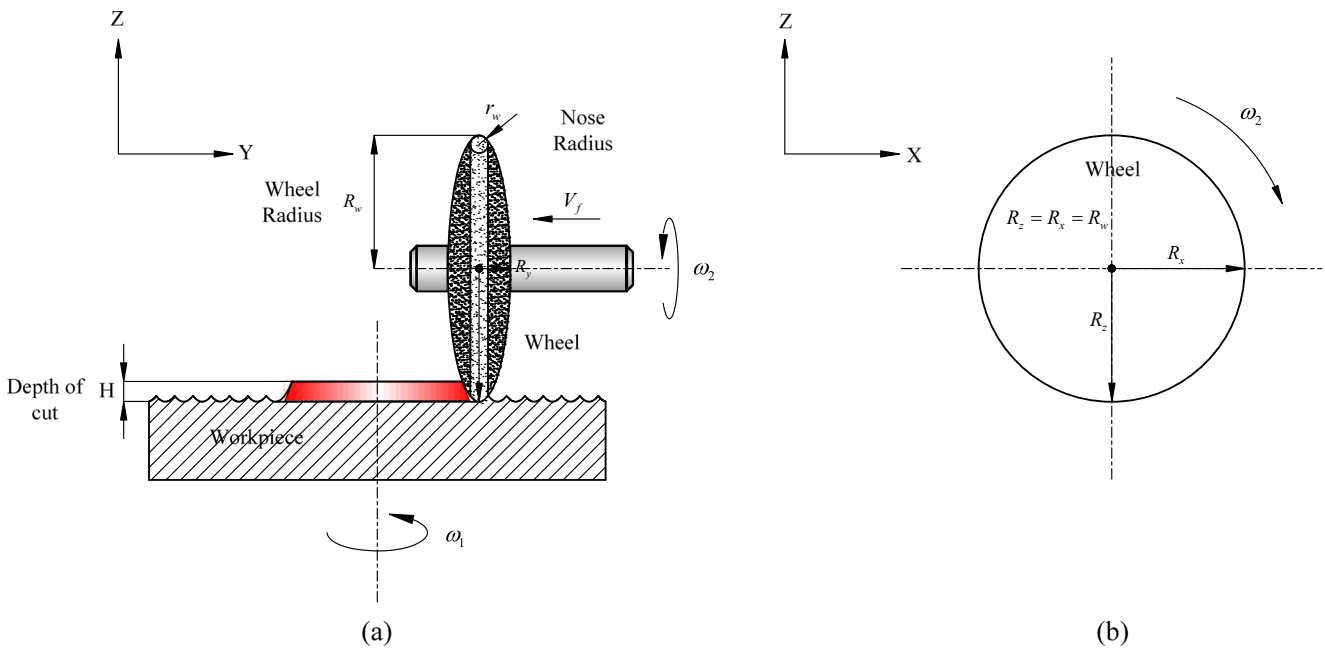 Z
Y
r_w
Nose
Radius
Wheel
Radius
R_w
V_f
R_y
ω_2
Wheel
Depth of
cut
H
Workpiece
ω_1
(a)
Z
X
ω_2
Wheel
R_z = R_x = R_w
R_x
R_z
(b)